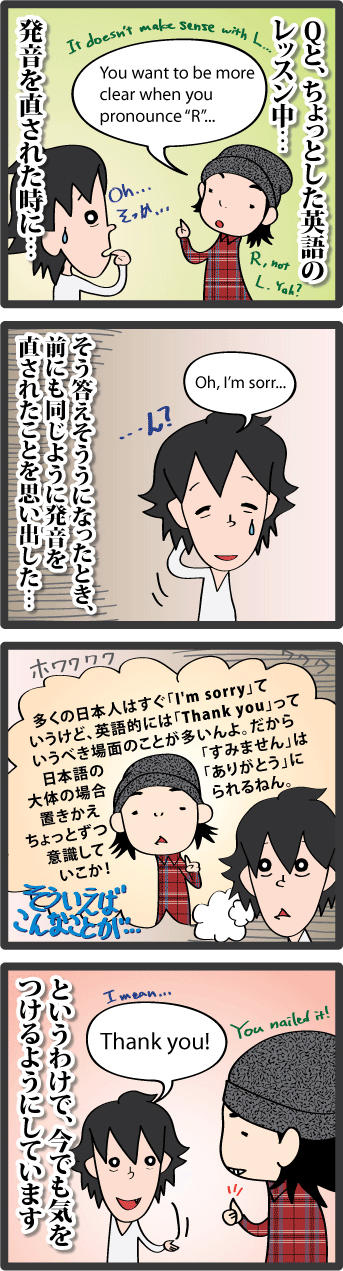 Qと、ちょっとした英語の
レッスン中…
It doesn't make sense with L...
You want to be more
clear when you
pronounce “R”...
Oh...
そっか...
R, not
L. Yah?
発音を直された時に…
Oh, I’m sorr...
...ん?
そう答えそうになったとき、
前にも同じように発音を
直されたことを思い出した…
ホワワワワ
ワワワ
多くの日本人はすぐ「I'm sorry」て
いうけど、英語的には「Thank you」って
いうべき場面のことが多いんよ。だから
日本語の
「すみません」は
大体の場合
「ありがとう」に
置きかえ
られるねん。
ちょっとずつ
意識して
いこか!
そういえば
こんなことが...
I mean...
Thank you!
You nailed it!
というわけで、今でも気を
つけるようにしています